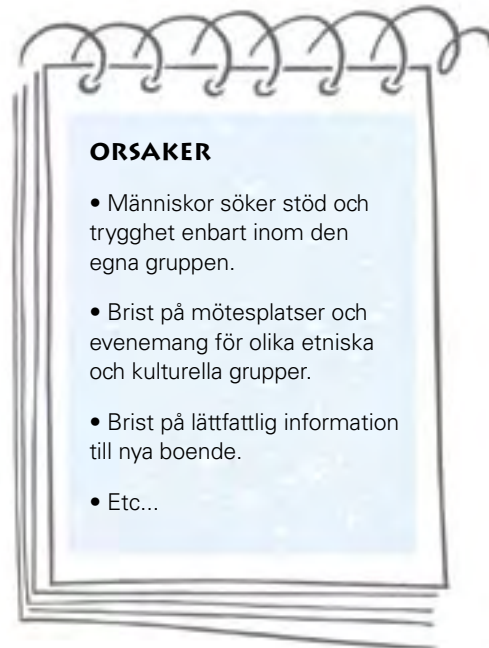 ORSAKER
• Människor söker stöd och
trygghet enbart inom den
egna gruppen.
• Brist på mötesplatser och
evenemang för olika etniska
och kulturella grupper.
• Brist på lättfattlig information
till nya boende.
• Etc...